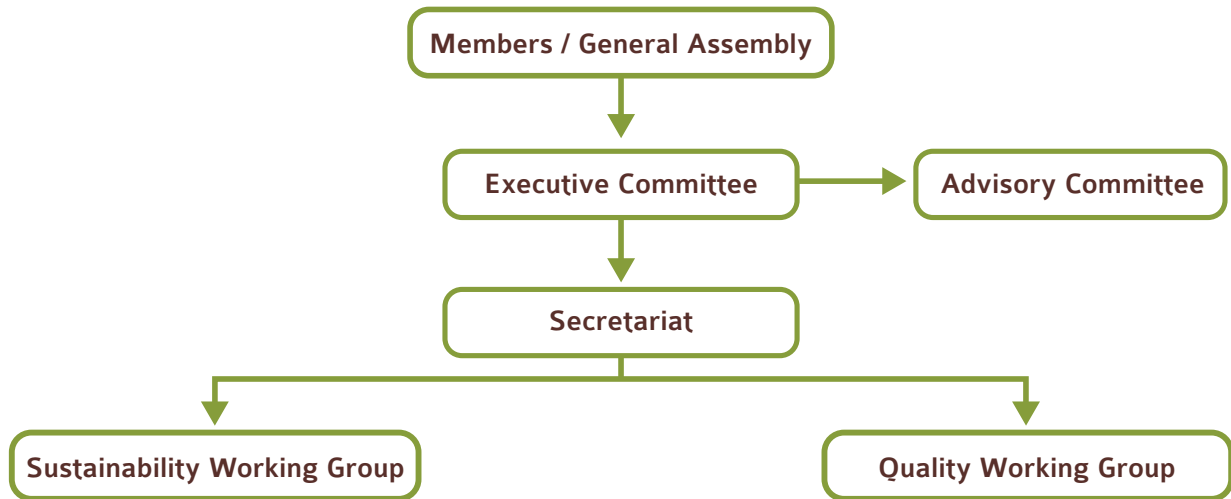 Members / General Assembly
Executive Committee
Advisory Committee
Secretariat
Sustainability Working Group
Quality Working Group